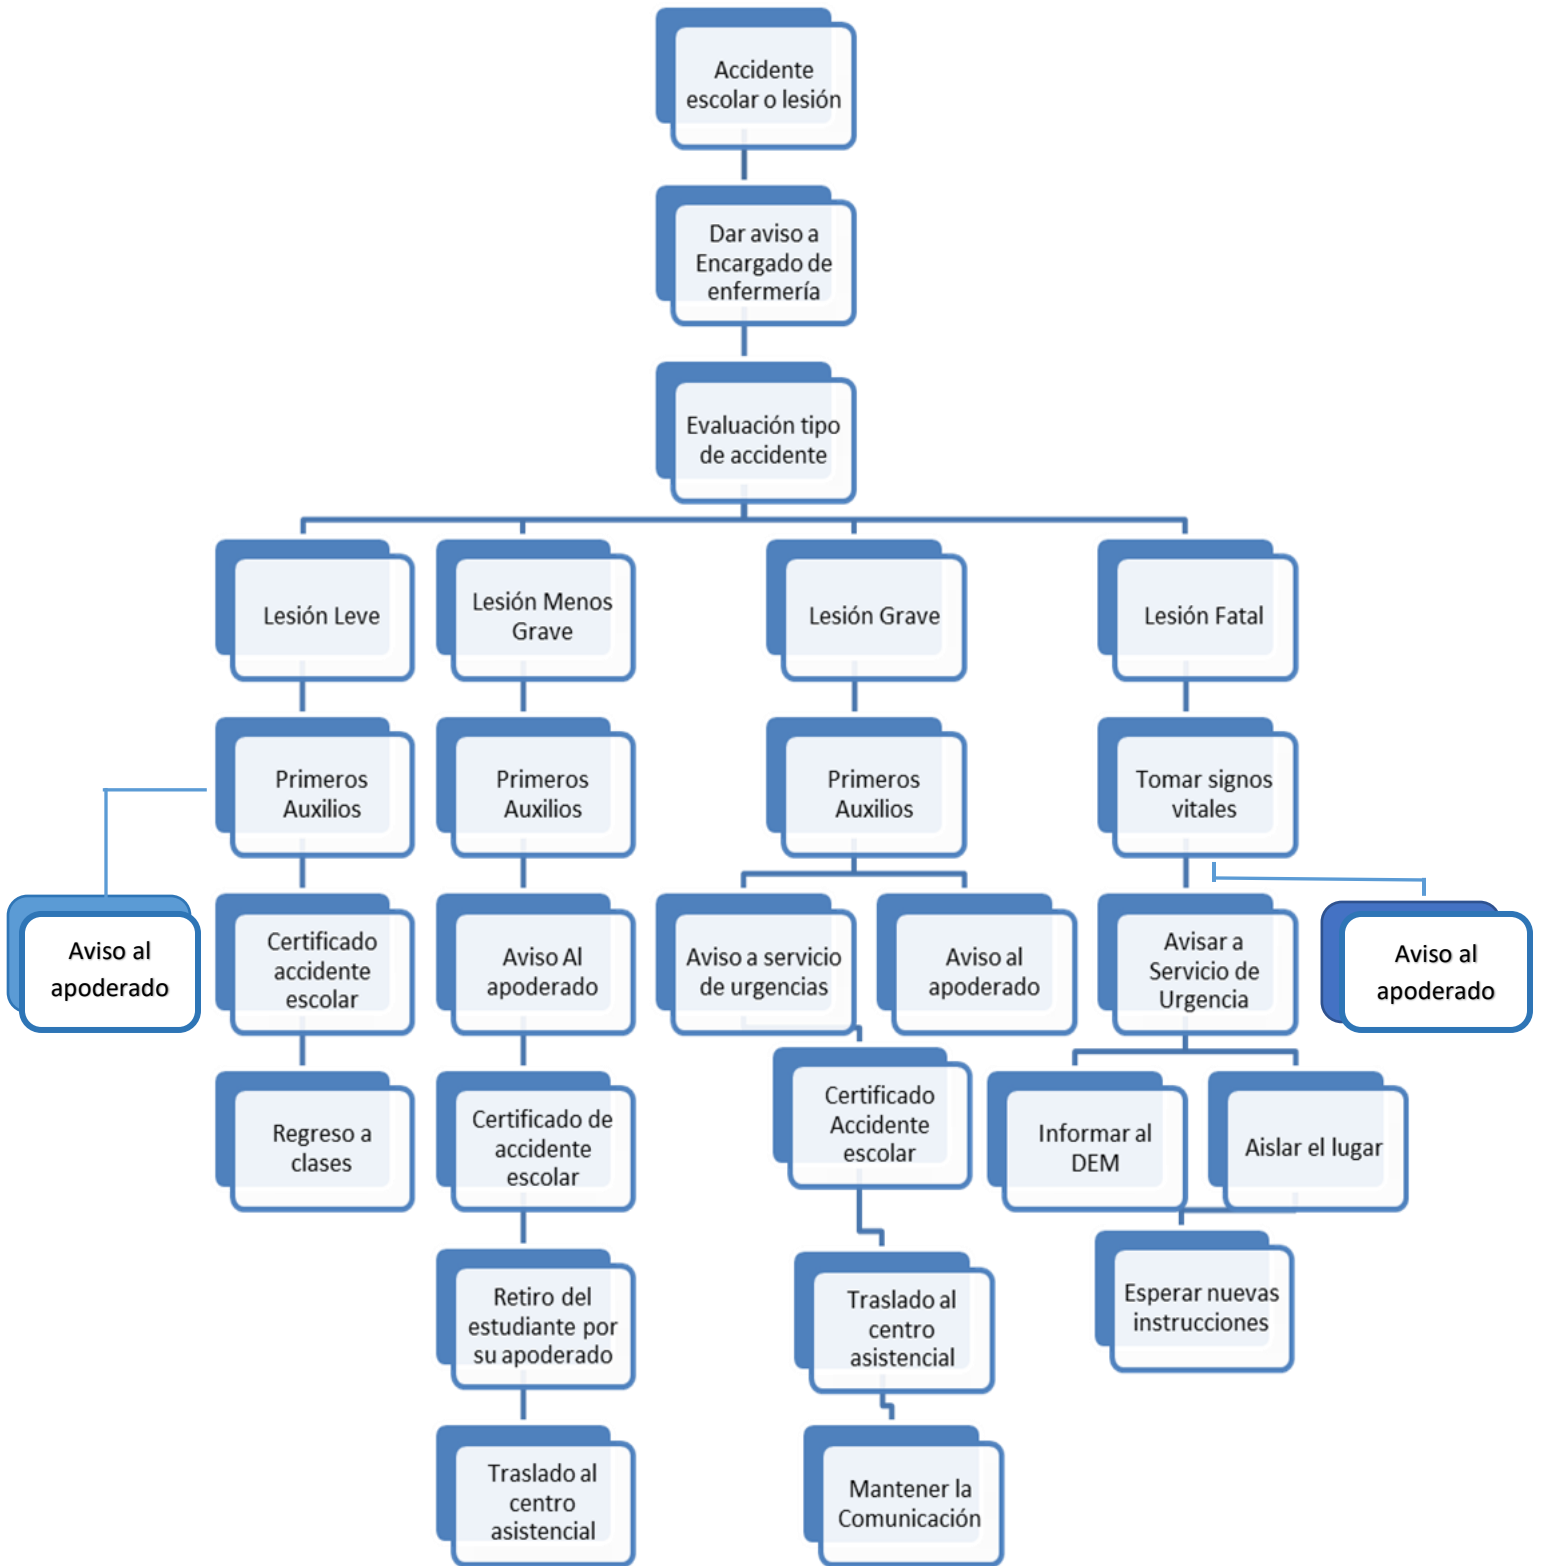 Accidente
escolar o lesión
Dar aviso a
Encargado de
enfermería
Evaluación tipo
de accidente
Lesión Leve
Lesión Menos
Grave
Lesión Grave
Lesión Fatal
Primeros
Auxilios
Primeros
Auxilios
Primeros
Auxilios
Tomar signos
vitales
Aviso al
apoderado
Certificado
accidente
escolar
Aviso Al
apoderado
Aviso a servicio
de urgencias
Aviso al
apoderado
Avisar a
Servicio de
Urgencia
Aviso al
apoderado
Regreso a
clases
Certificado de
accidente
escolar
Certificado
Accidente
escolar
Informar al
DEM
Aislar el lugar
Retiro del
estudiante por
su apoderado
Traslado al
centro
asistencial
Esperar nuevas
instrucciones
Traslado al
centro
asistencial
Mantener la
Comunicación